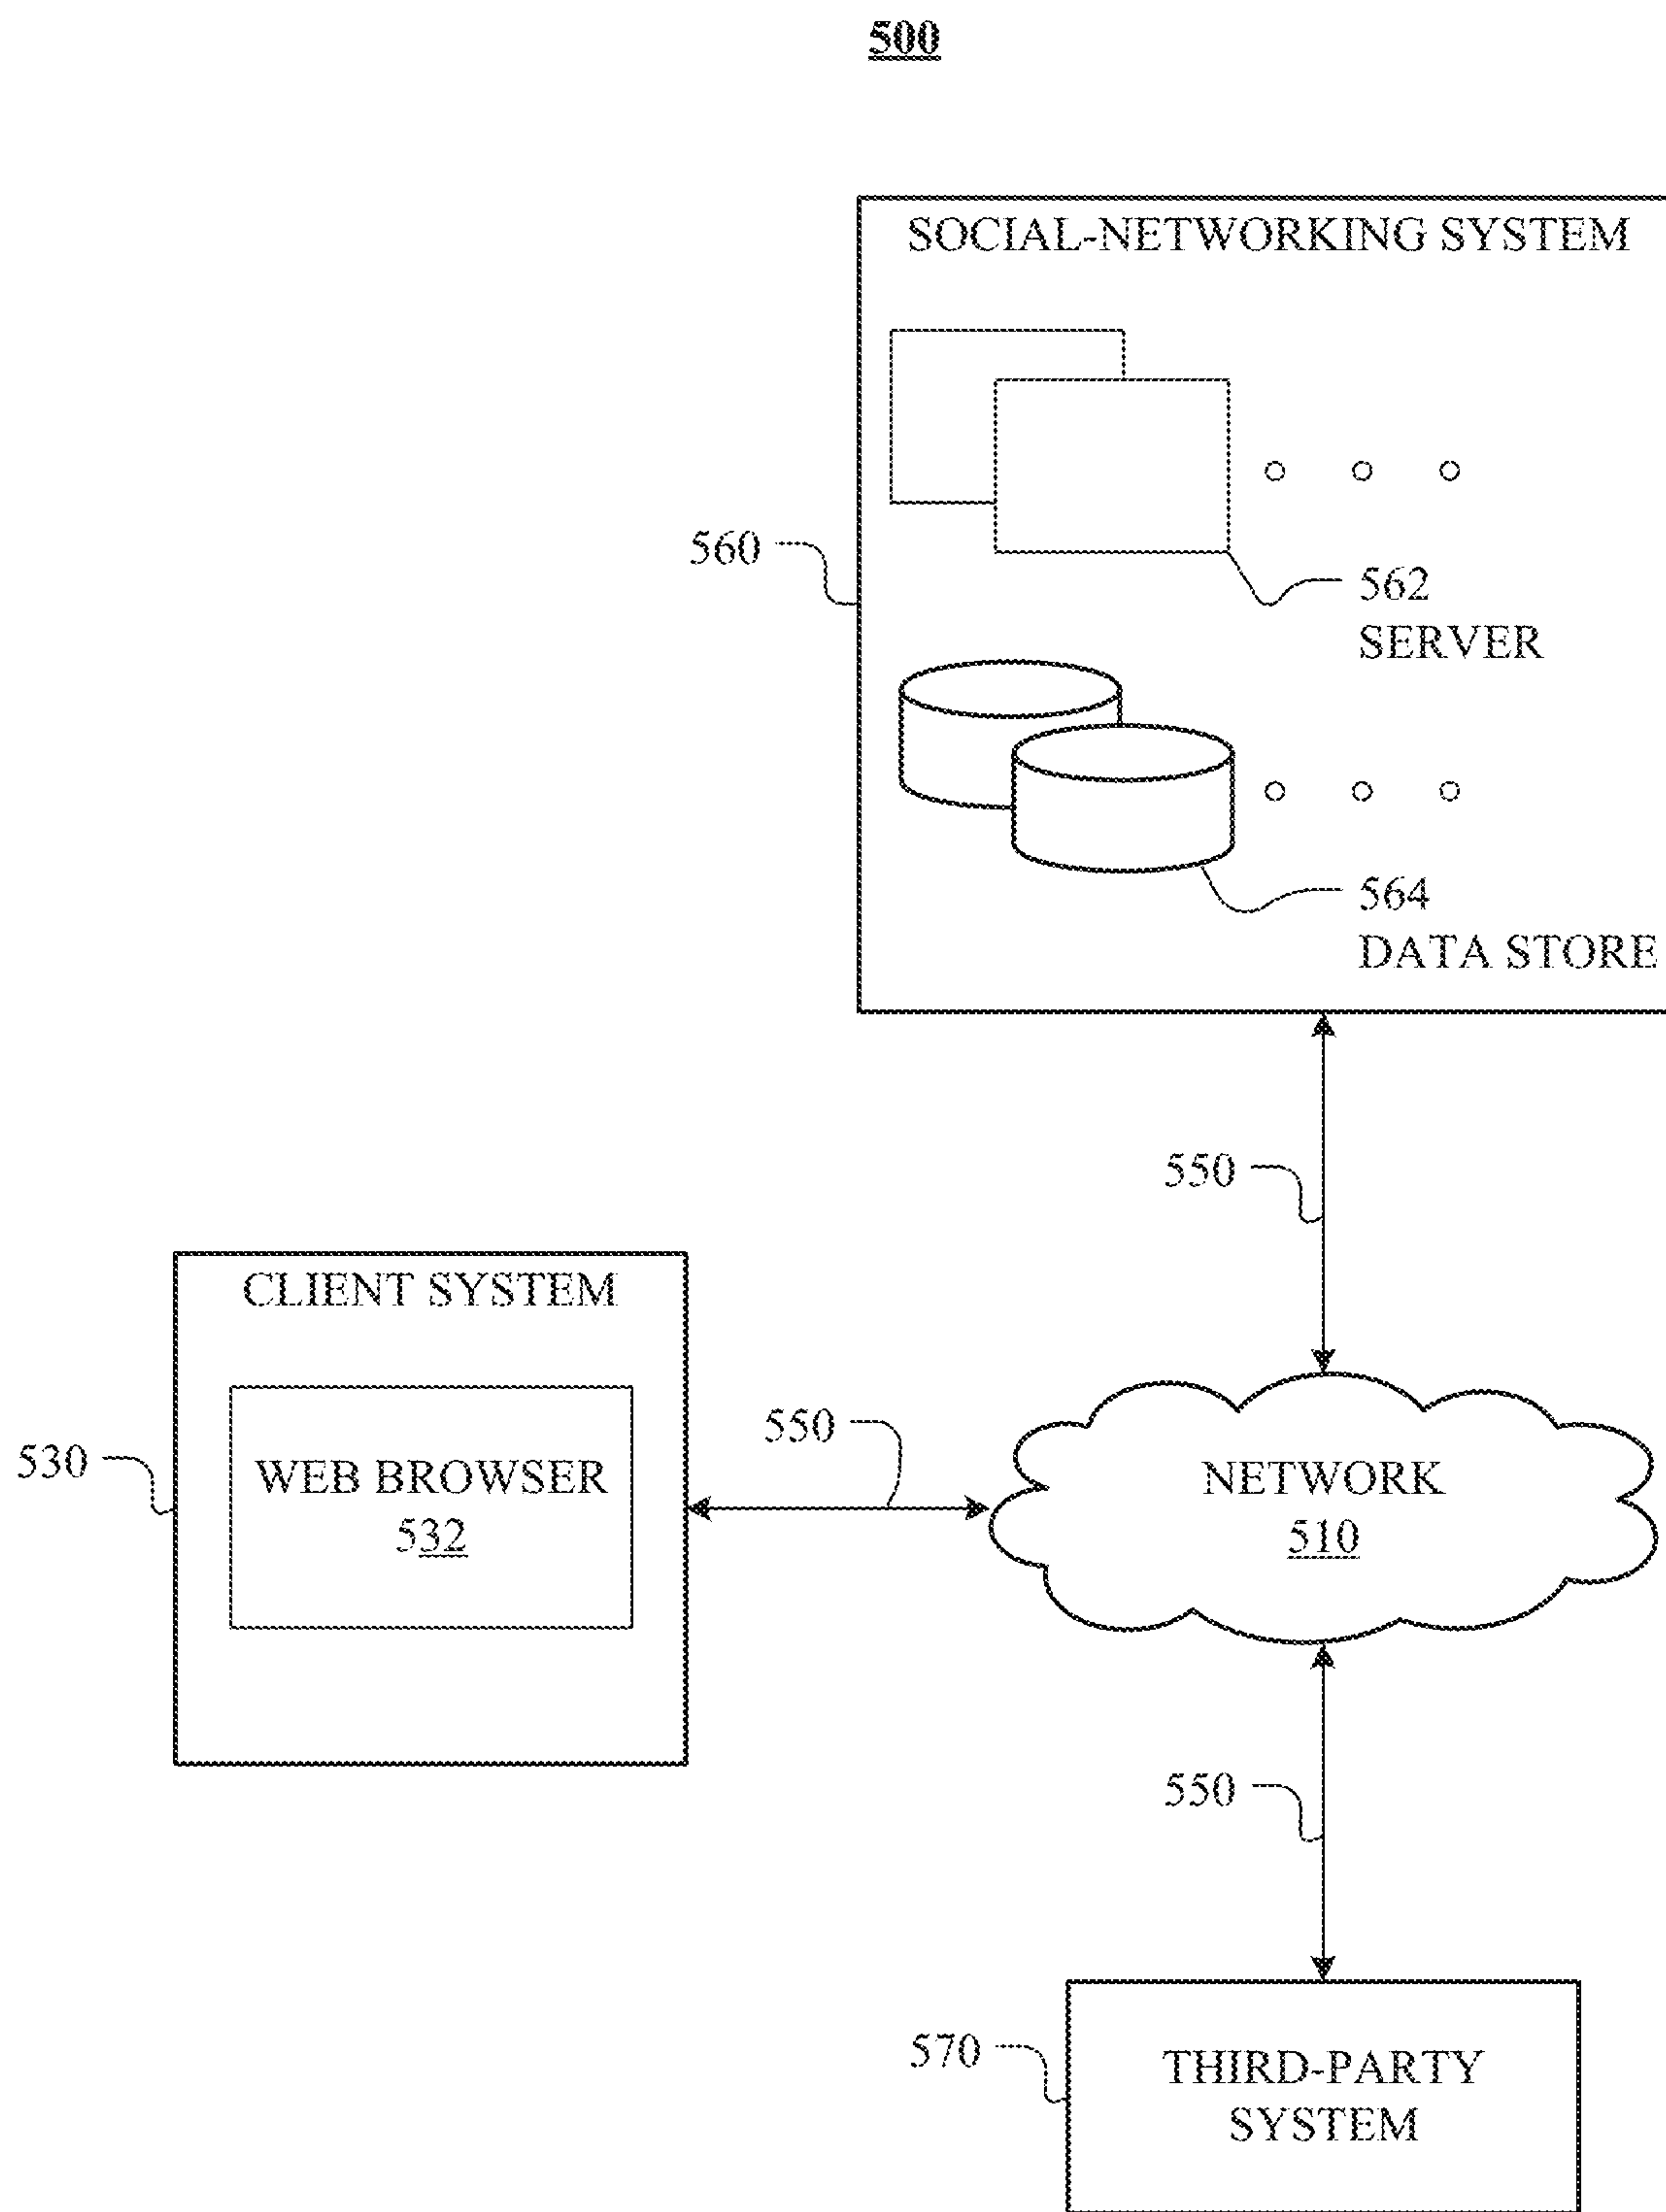 500
SOCIAL-NETWORKING SYSTEM
560
562
SERVER
564
DATA STORE
550
CLIENT SYSTEM
530
WEB BROWSER
532
550
NETWORK
510
550
570
THIRD-PARTY
SYSTEM